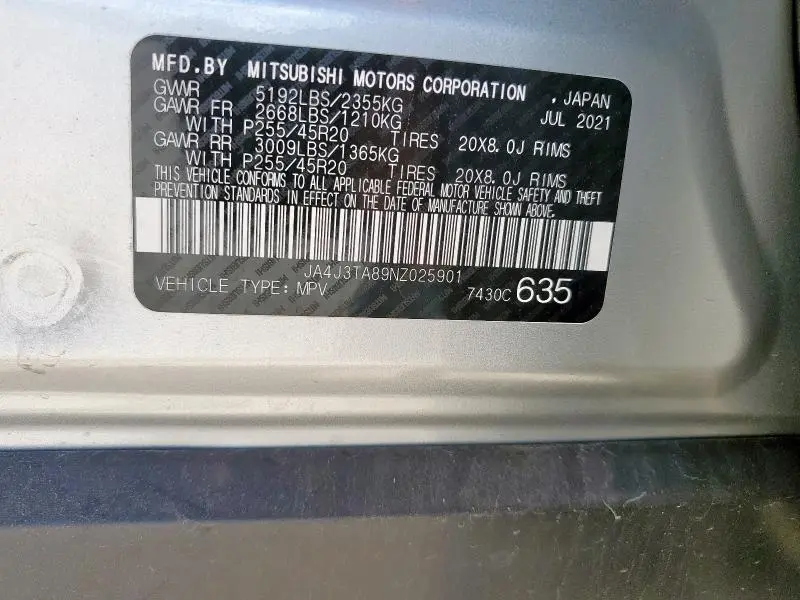 MFD.BY MITSUBISHI MOTORS CORPORATION , JAPAN
GVWR 5192LBS/2355KG JUL 2021
GAWR FR 2668LBS/1210KG
WITH P255/45R20 TIRES 20X8.0J RIMS
GAWR RR 3009LBS/1365KG
WITH P255/45R20 TIRES 20X8.0J RIMS
THIS VEHICLE CONFORMS TO ALL APPLICABLE FEDERAL MOTOR VEHICLE SAFETY AND THEFT
PREVENTION STANDARDS IN EFFECT ON THE DATE OF MANUFACTURE SHOWN ABOVE.
JA4J3TA89NZ025901
VEHICLE TYPE: MPV 7430C 635